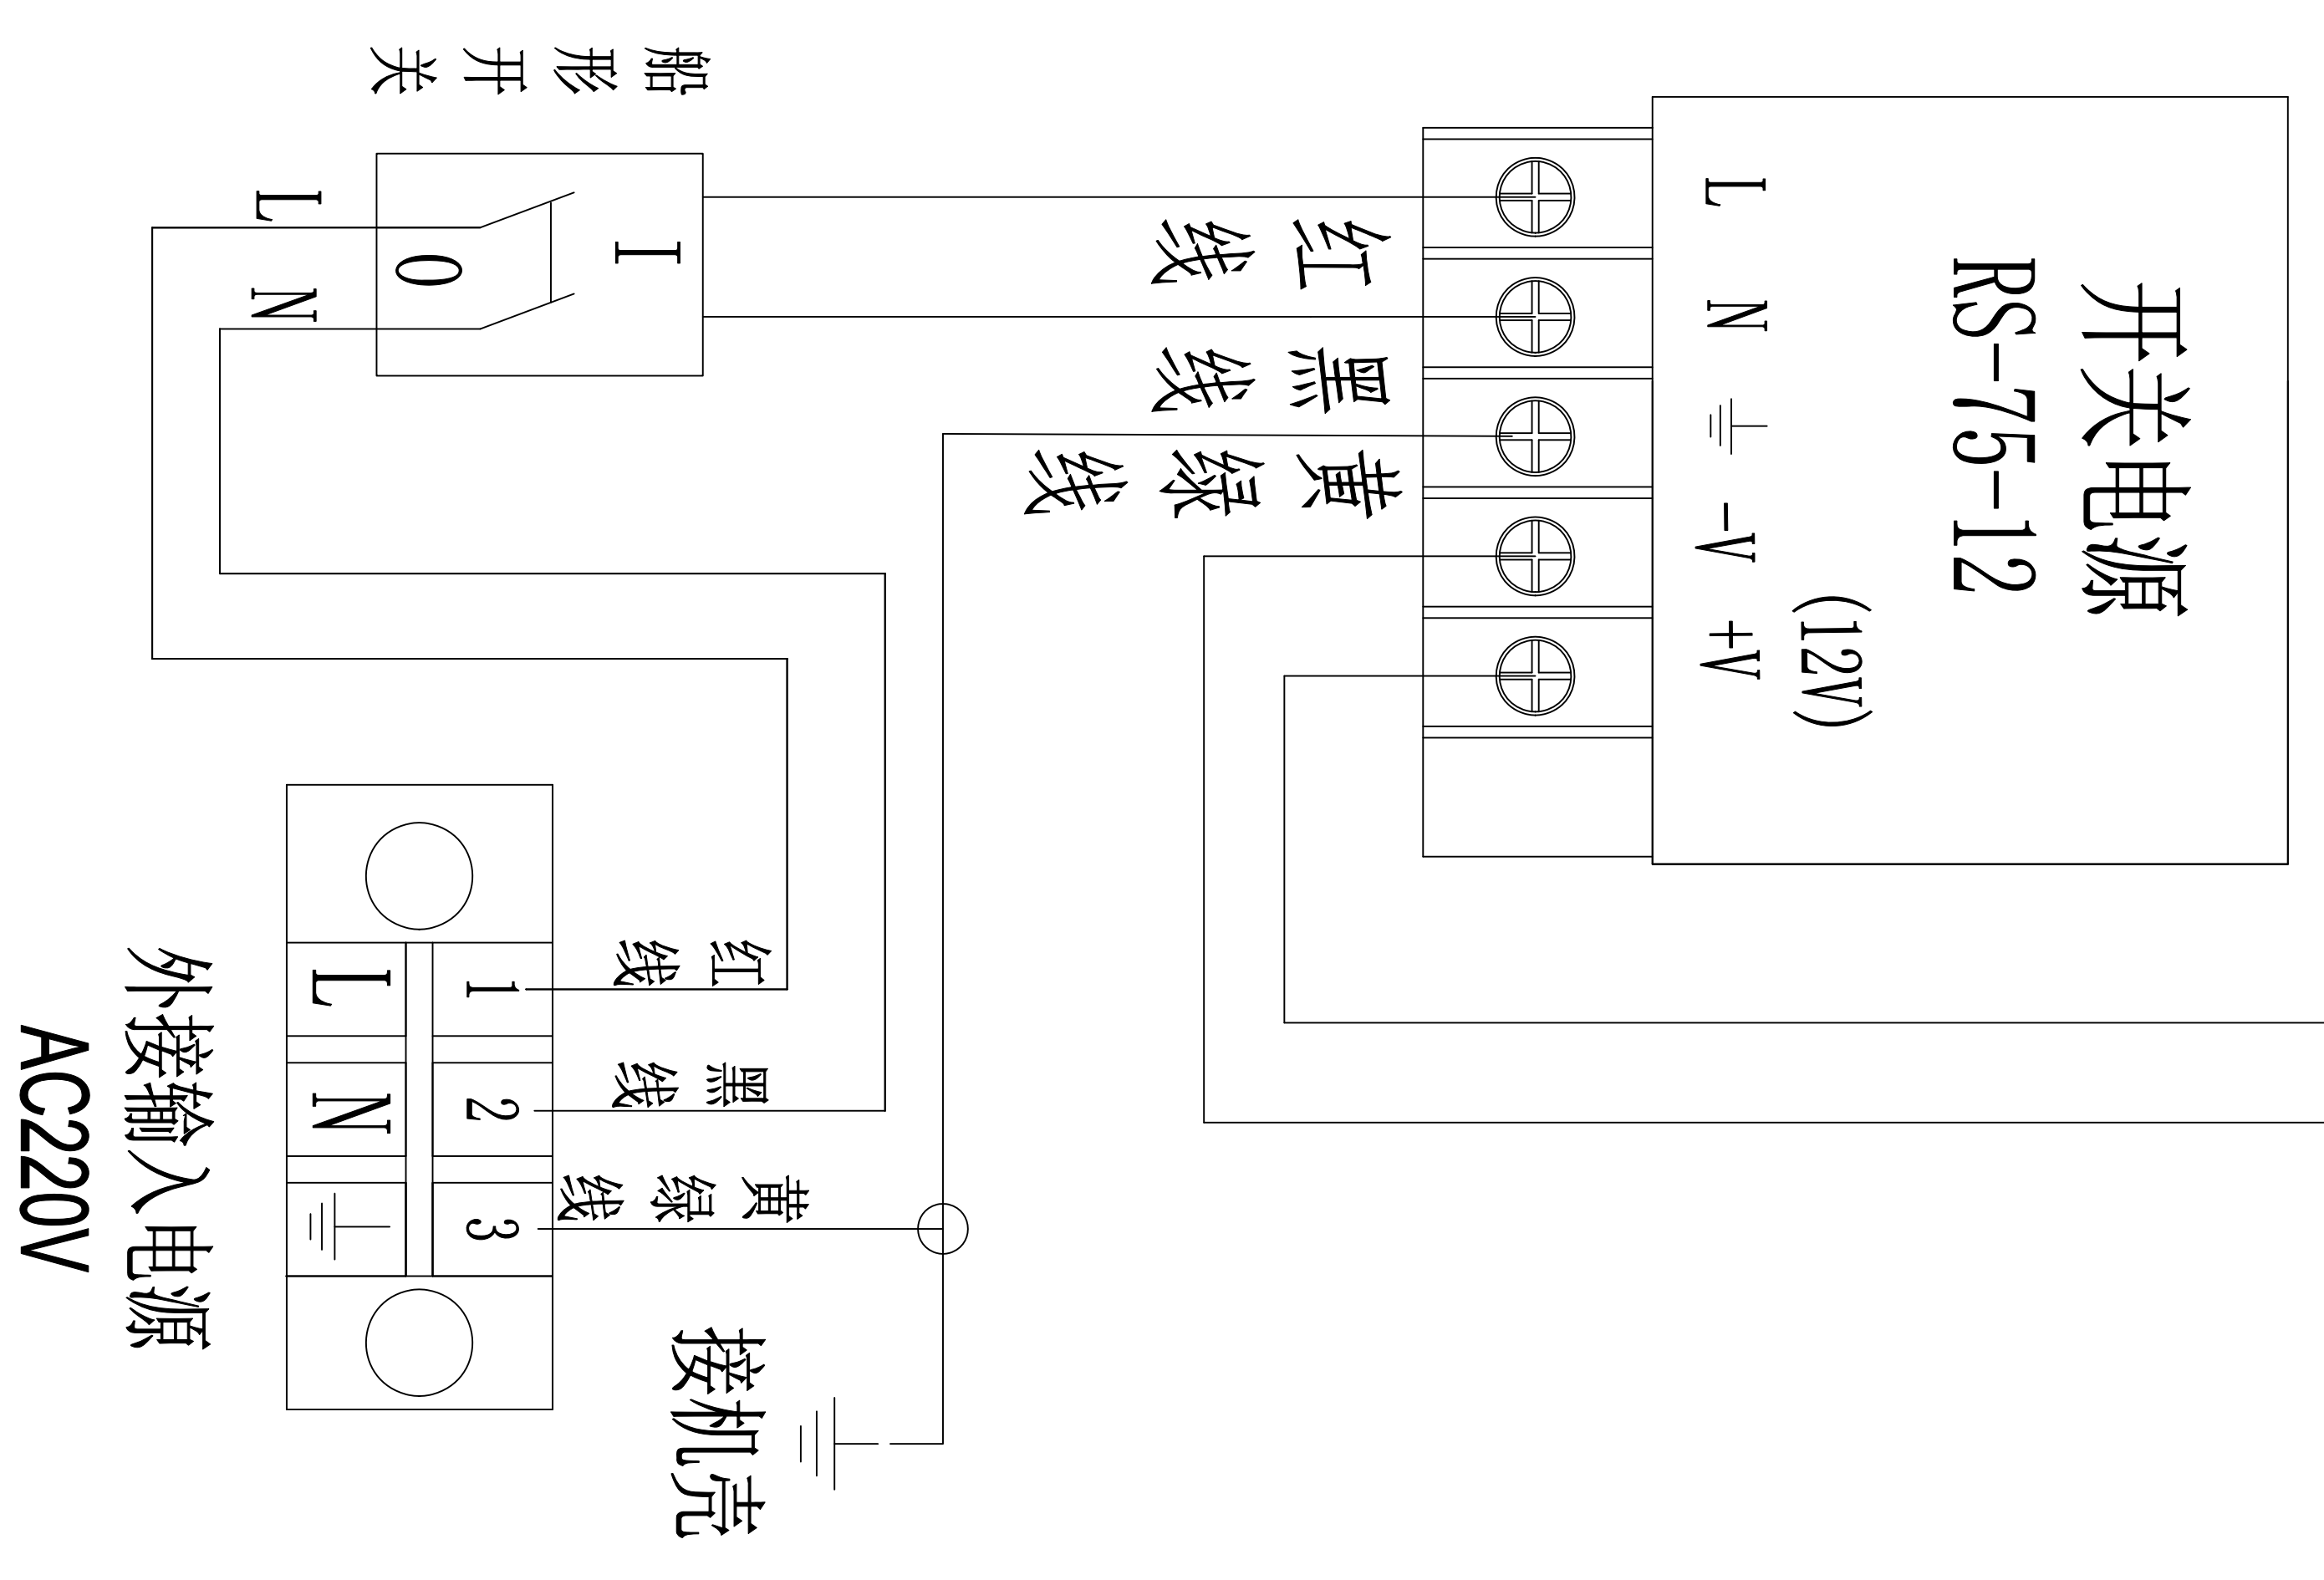 开关电源
RS-75-12
(12V)
L N -V +V
红线
黑线
黄绿线
船形开关
I
0
L N
红线
黑线
黄绿线
1 2 3
L N
接机壳
外接输入电源
AC220V